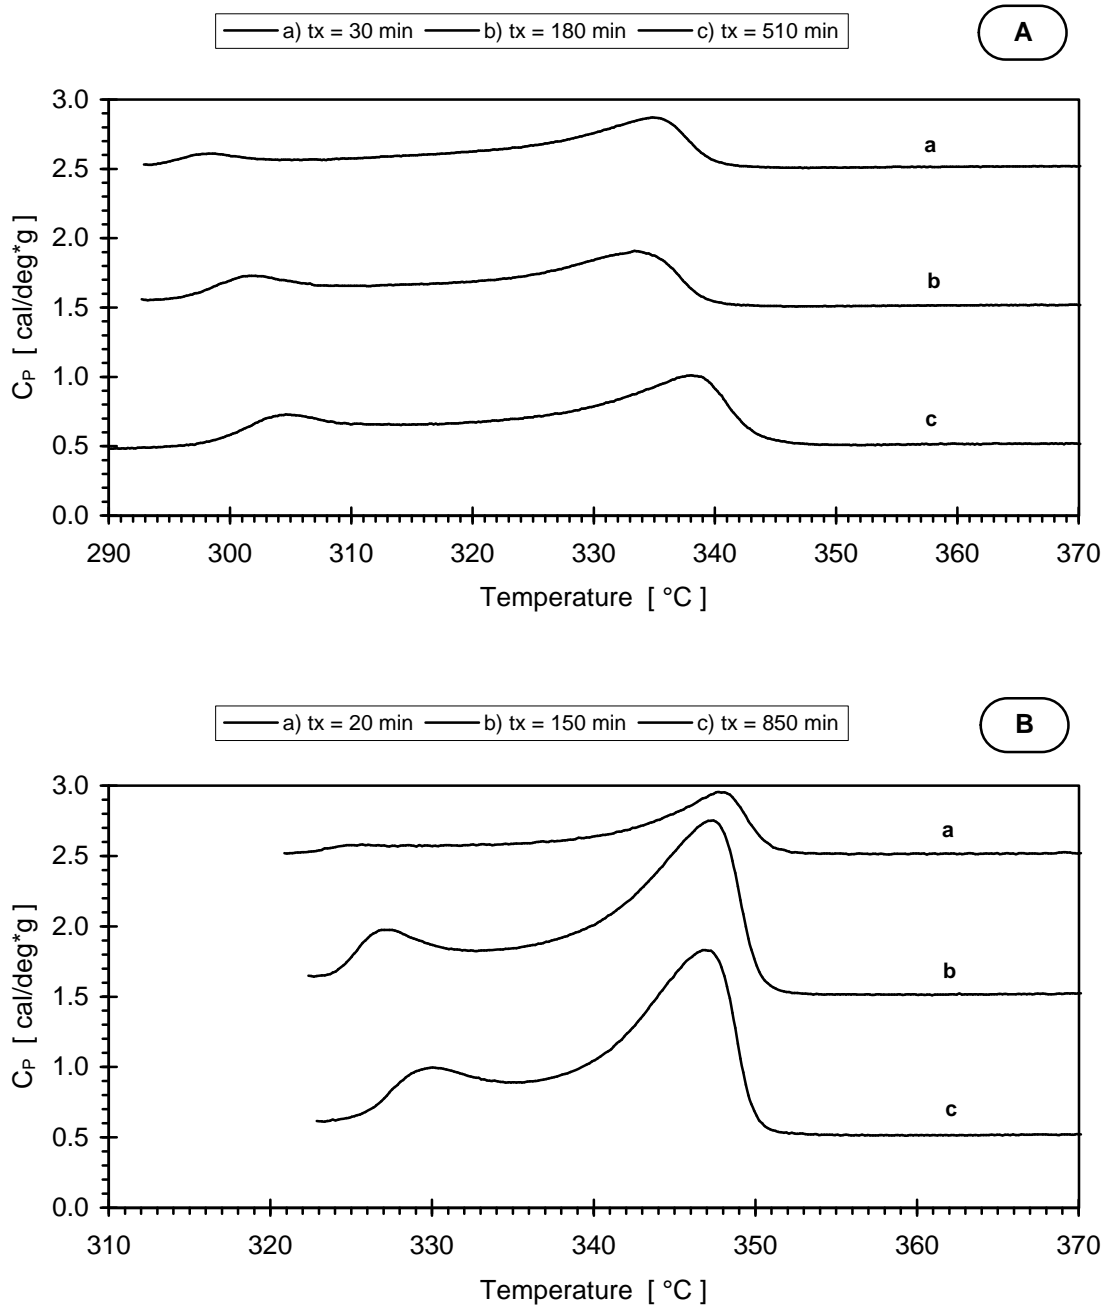 a) tx = 30 min b) tx = 180 min c) tx = 510 min
A
3.0
2.5
2.0
1.5
1.0
0.5
0.0
CP [ cal/deg*g ]
a
b
c
290 300 310 320 330 340 350 360 370
Temperature [ °C ]
a) tx = 20 min b) tx = 150 min c) tx = 850 min
B
3.0
2.5
2.0
1.5
1.0
0.5
0.0
CP [ cal/deg*g ]
a
b
c
310 320 330 340 350 360 370
Temperature [ °C ]